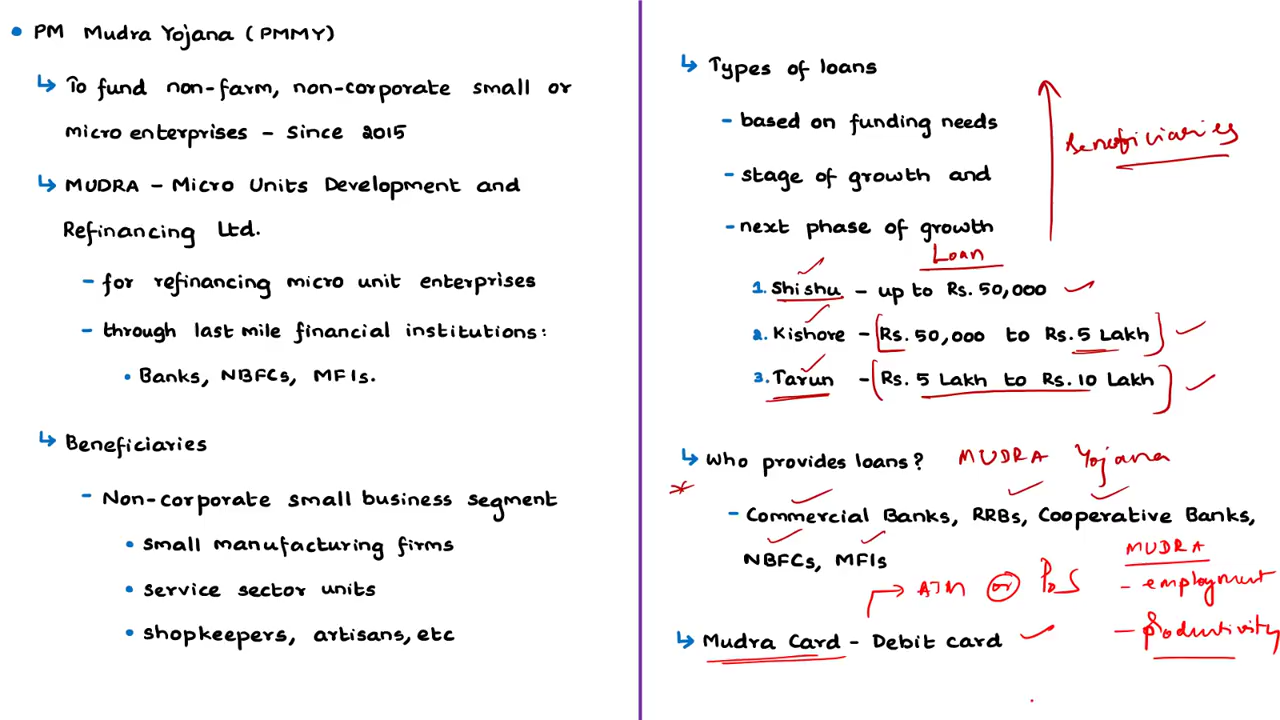 • PM Mudra Yojana (PMMY)
↳ To fund non-farm, non-corporate small or
micro enterprises - since 2015
↳ MUDRA - Micro Units Development and
Refinancing Ltd.
- for refinancing micro unit enterprises
- through last mile financial institutions:
• Banks, NBFCs, MFIs.
↳ Beneficiaries
- Non-corporate small business segment
• small manufacturing firms
• service sector units
• shopkeepers, artisans, etc
↳ Types of loans
- based on funding needs
- stage of growth and
- next phase of growth
Beneficiaries
Loan
1. Shishu - up to Rs. 50,000
2. Kishore - Rs. 50,000 to Rs. 5 Lakh
3. Tarun - Rs. 5 Lakh to Rs. 10 Lakh
↳ Who provides loans? MUDRA Yojana
- Commercial Banks, RRBs, Cooperative Banks,
NBFCs, MFIs
ATM or PoS
↳ Mudra Card - Debit card
MUDRA
- employment
- productivity